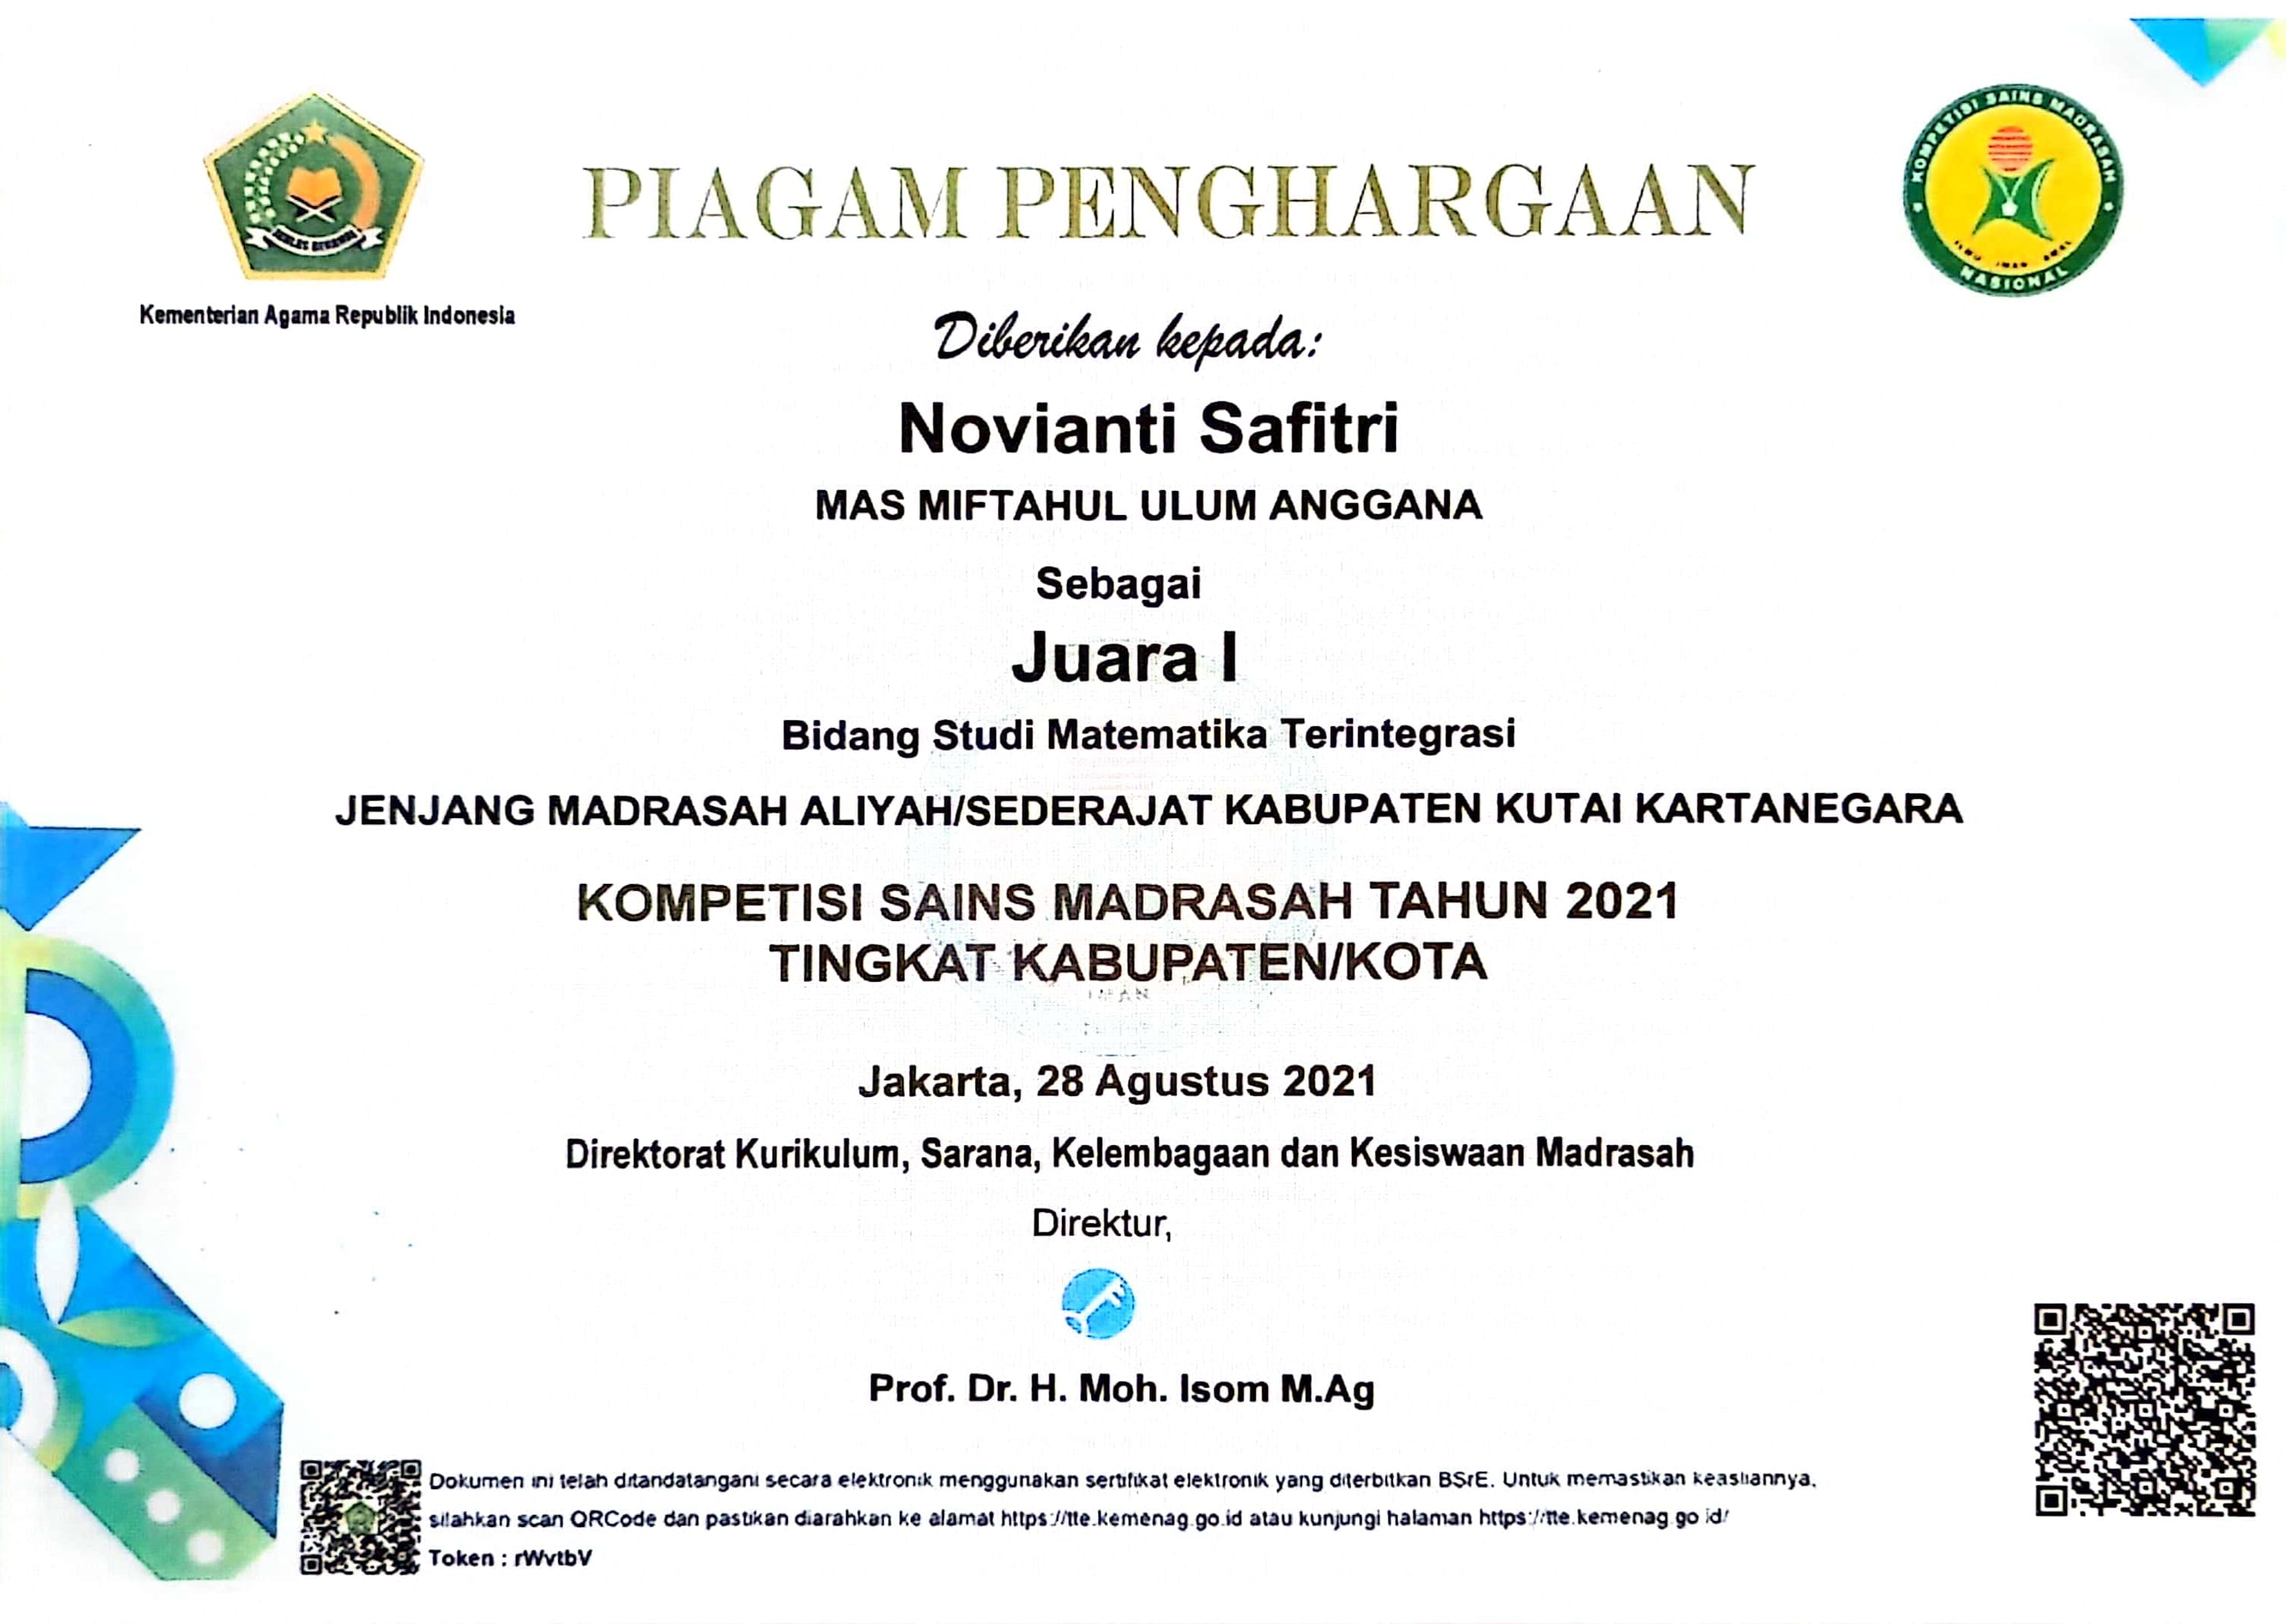 KOMPETISI SAINS MADRASAH
PIAGAM PENGHARGAAN
ILMU IMAN AMAL
NASIONAL
Kementerian Agama Republik Indonesia
Diberikan kepada:
Novianti Safitri
MAS MIFTAHUL ULUM ANGGANA
Sebagai
Juara I
Bidang Studi Matematika Terintegrasi
JENJANG MADRASAH ALIYAH/SEDERAJAT KABUPATEN KUTAI KARTANEGARA
KOMPETISI SAINS MADRASAH TAHUN 2021
TINGKAT KABUPATEN/KOTA
Jakarta, 28 Agustus 2021
Direktorat Kurikulum, Sarana, Kelembagaan dan Kesiswaan Madrasah
Direktur,
Prof. Dr. H. Moh. Isom M.Ag
Dokumen ini telah ditandatangani secara elektronik menggunakan sertifikat elektronik yang diterbitkan BSrE. Untuk memastikan keasliannya,
silahkan scan QRCode dan pastikan diarahkan ke alamat https://tte.kemenag.go.id atau kunjungi halaman https://tte.kemenag.go.id/
Token : rWvtbV